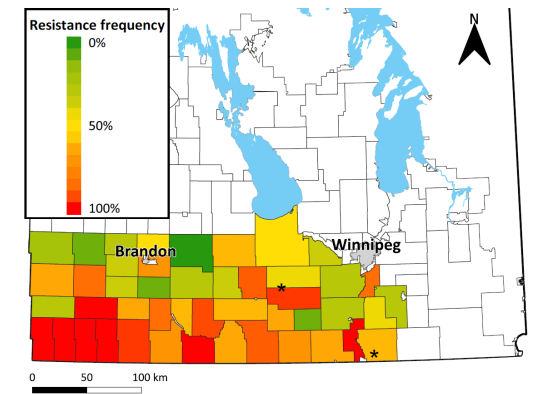 Resistance frequency
0%
50%
100%
N
Brandon
Winnipeg
*
*
0 50 100 km